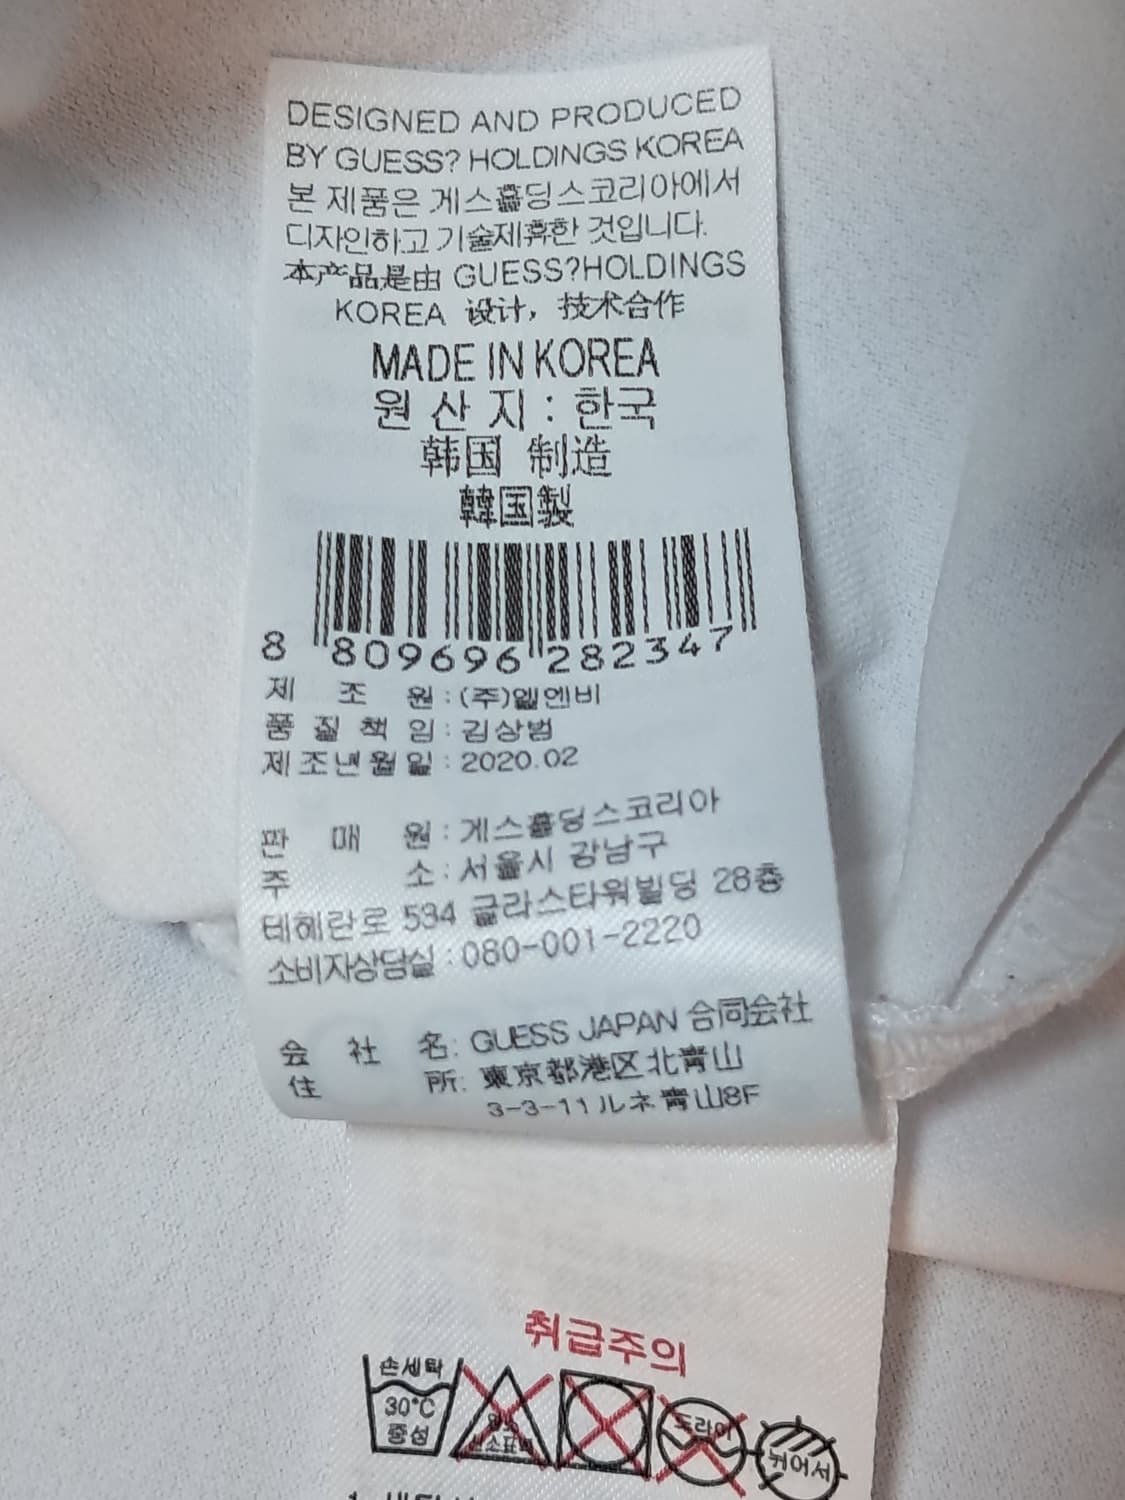 DESIGNED AND PRODUCED
BY GUESS? HOLDINGS KOREA
본 제품은 게스홀딩스코리아에서
디자인하고 기술제휴한 것입니다.
本产品是由 GUESS?HOLDINGS
KOREA 设计，技术合作
MADE IN KOREA
원 산 지 : 한국
韩国 制造
韓国製
8 809696 282347
제 조 원 : (주)엘엔비
품 질 책 임 : 김상범
제조년월일 : 2020.02
판 매 원 : 게스홀딩스코리아
주 소 : 서울시 강남구
테헤란로 534 글라스타워빌딩 28층
소비자상담실 : 080-001-2220
会 社 名: GUESS JAPAN 合同会社
住 所: 東京都港区北青山
3-3-11 ルネ青山8F
취급주의
손세탁
30°C
중성
드라이
뉘어서